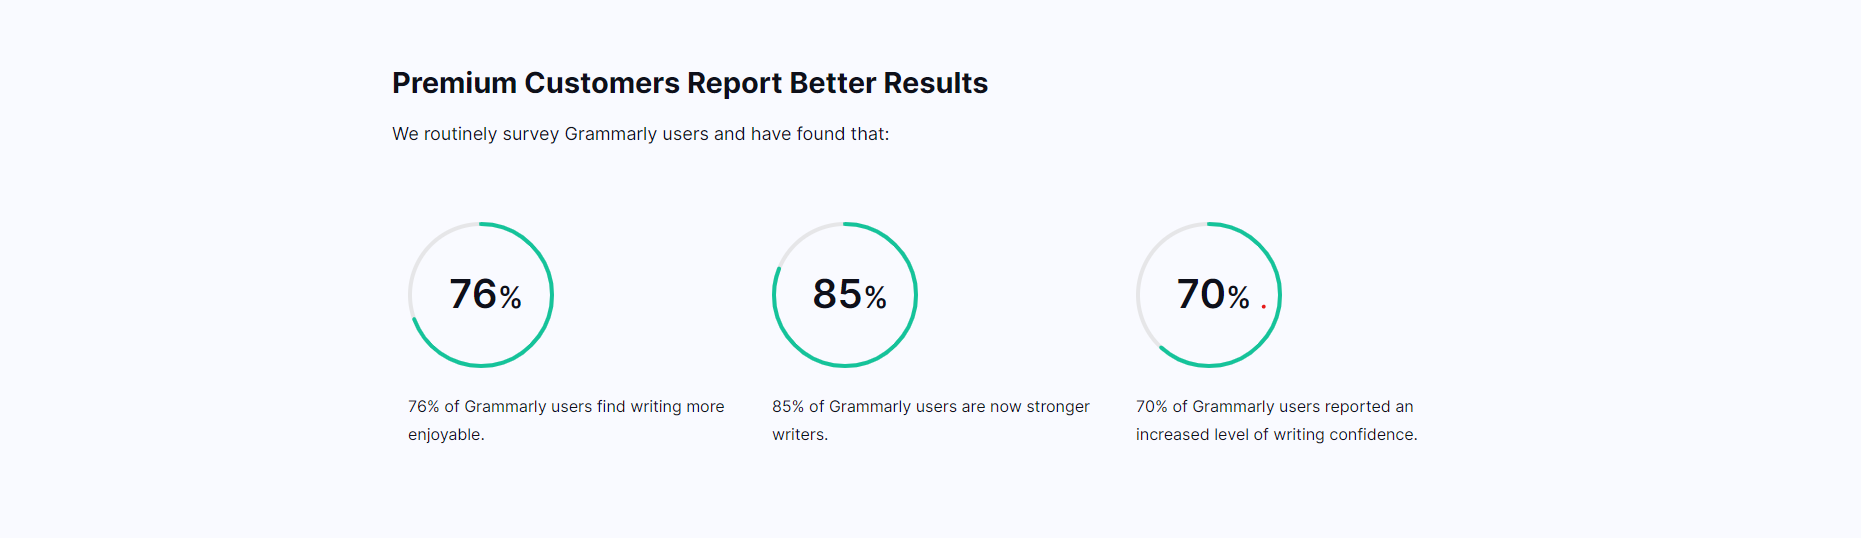 Premium Customers Report Better Results
We routinely survey Grammarly users and have found that:
76%
85%
70% .
76% of Grammarly users find writing more
enjoyable.
85% of Grammarly users are now stronger
writers.
70% of Grammarly users reported an
increased level of writing confidence.